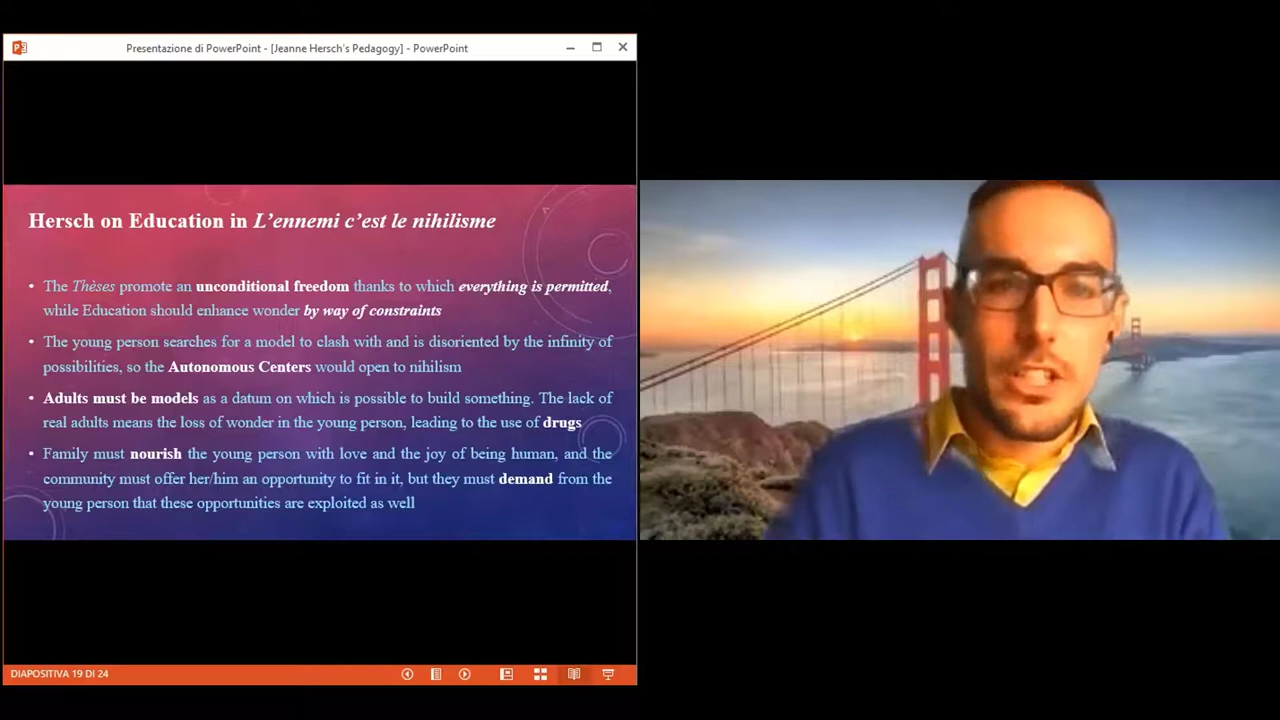 Presentazione di PowerPoint - [Jeanne Hersch's Pedagogy] - PowerPoint
Hersch on Education in L'ennemi c'est le nihilisme
• The Thèses promote an unconditional freedom thanks to which everything is permitted,
while Education should enhance wonder by way of constraints
• The young person searches for a model to clash with and is disoriented by the infinity of
possibilities, so the Autonomous Centers would open to nihilism
• Adults must be models as a datum on which is possible to build something. The lack of
real adults means the loss of wonder in the young person, leading to the use of drugs
• Family must nourish the young person with love and the joy of being human, and the
community must offer her/him an opportunity to fit in it, but they must demand from the
young person that these opportunities are exploited as well
DIAPOSITIVA 19 DI 24